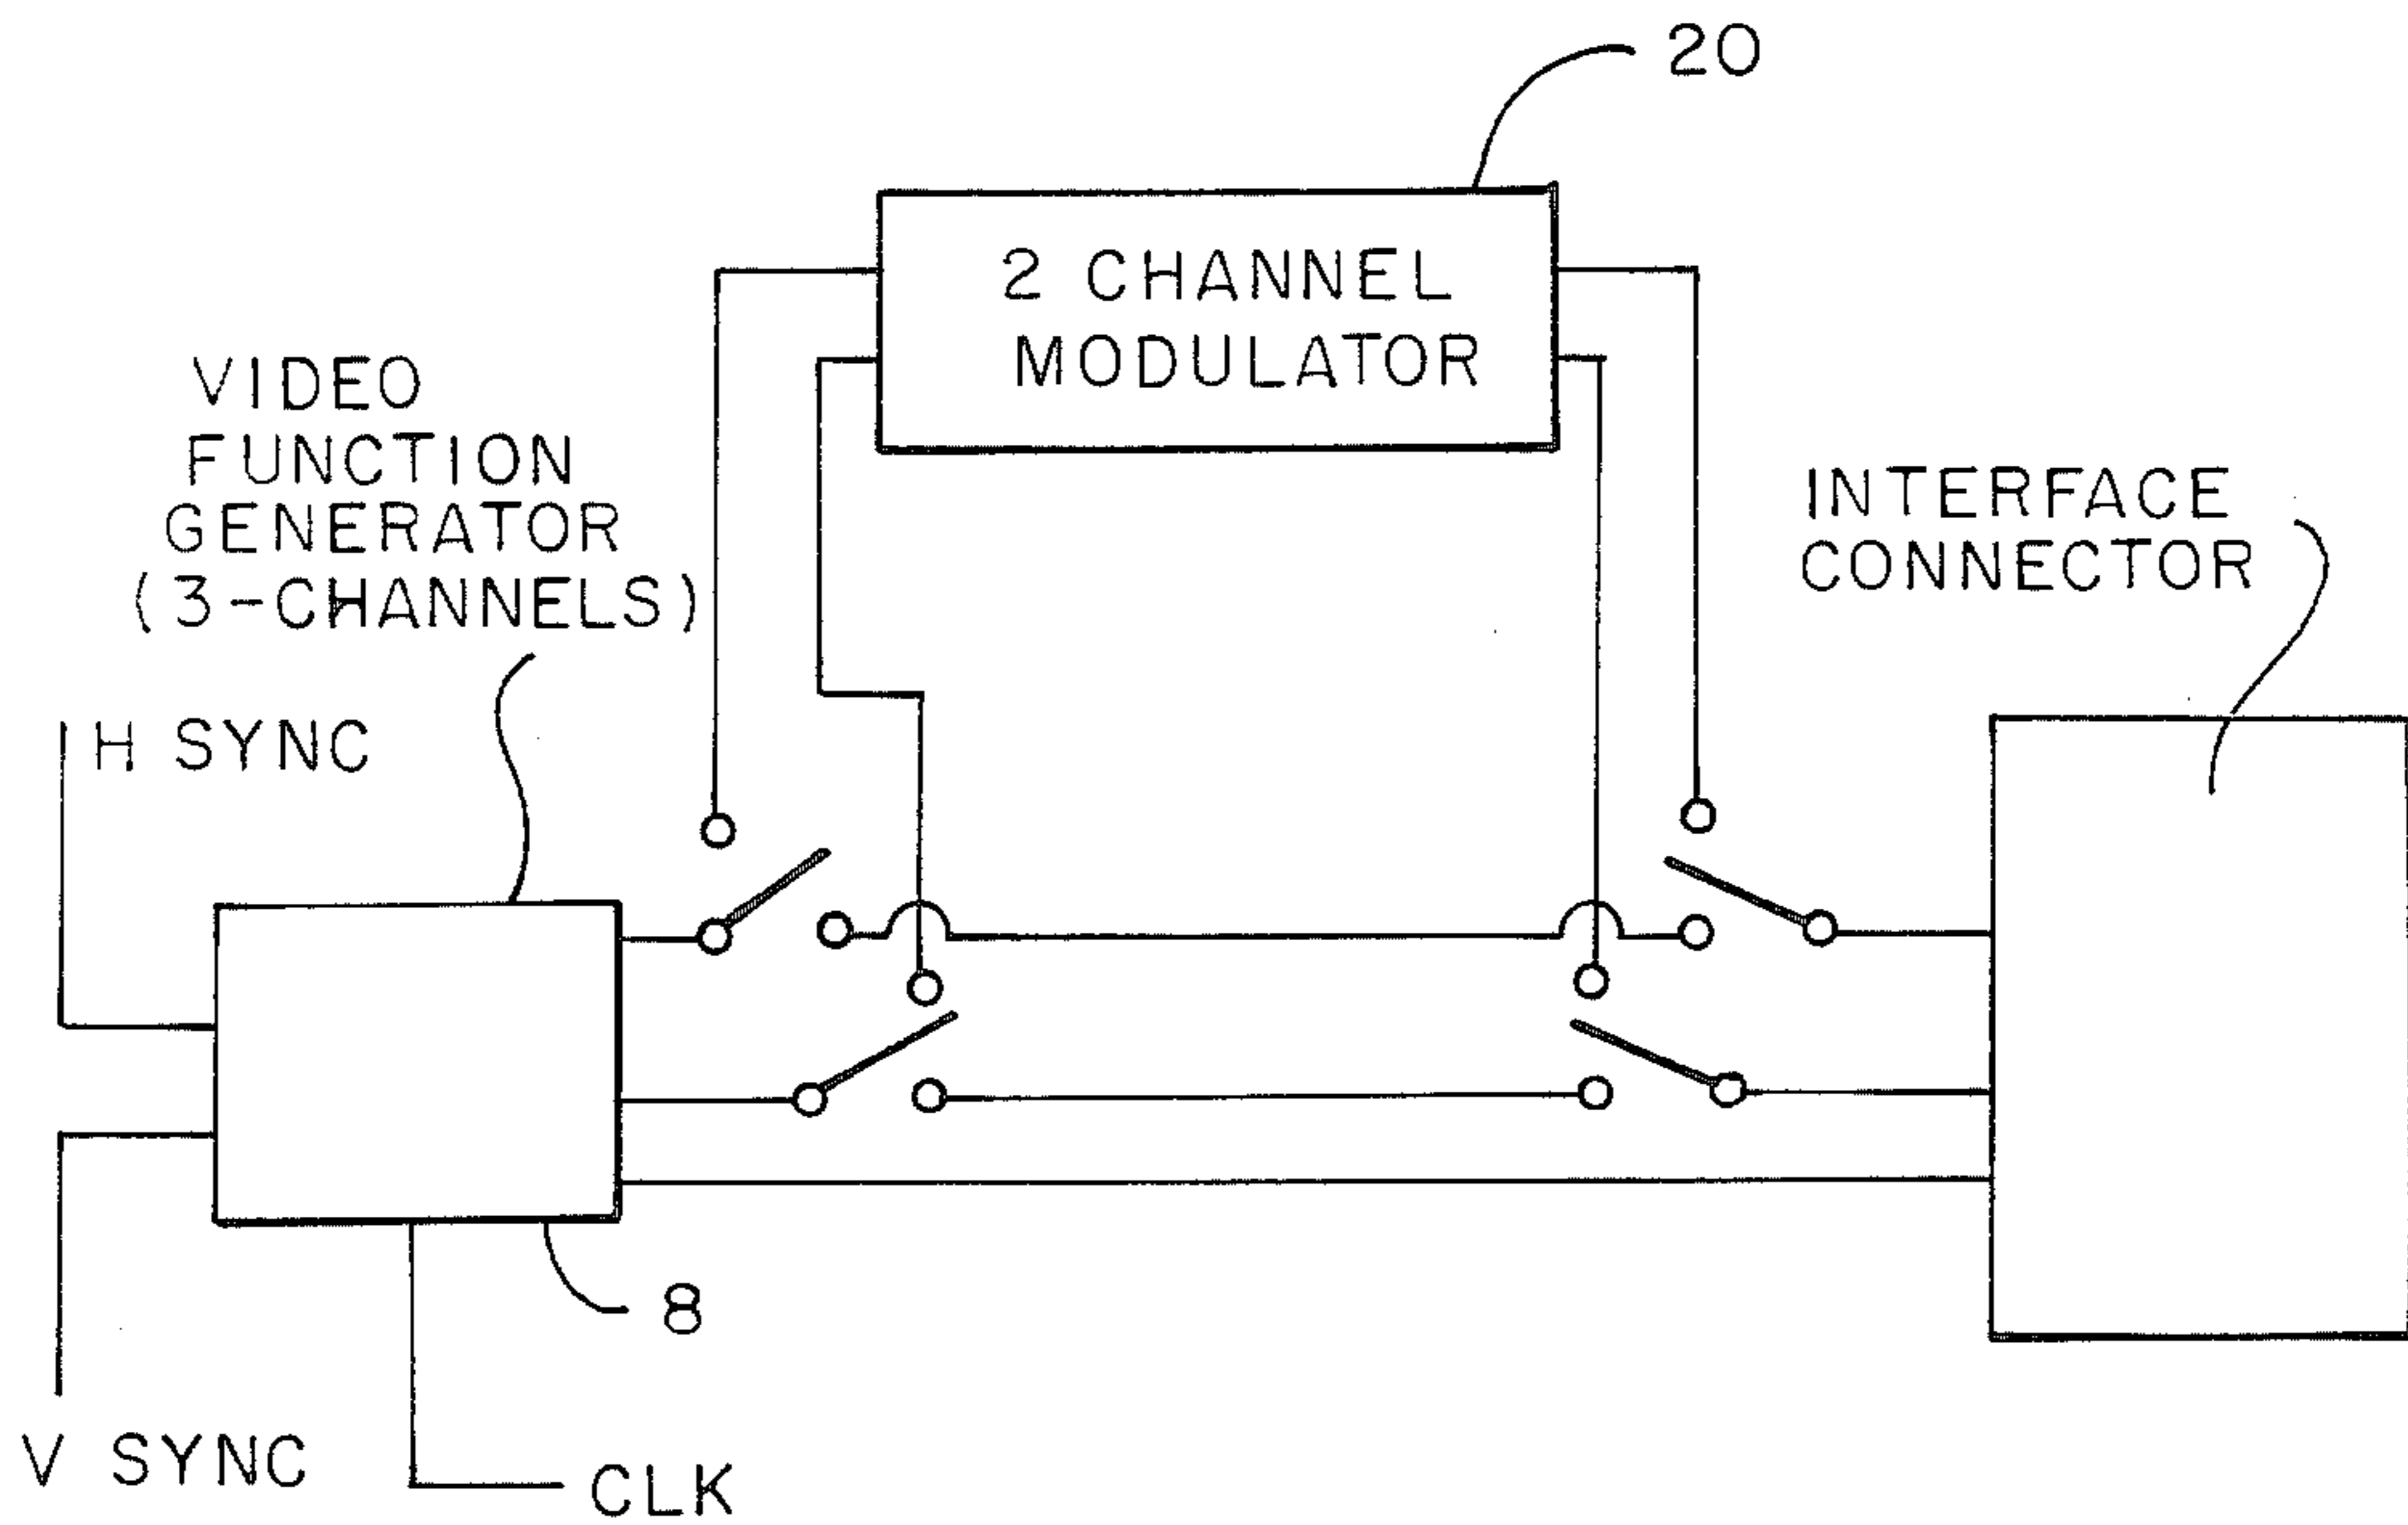 20
2 CHANNEL
MODULATOR
VIDEO
FUNCTION
GENERATOR
(3-CHANNELS)
INTERFACE
CONNECTOR
H SYNC
8
V SYNC
CLK